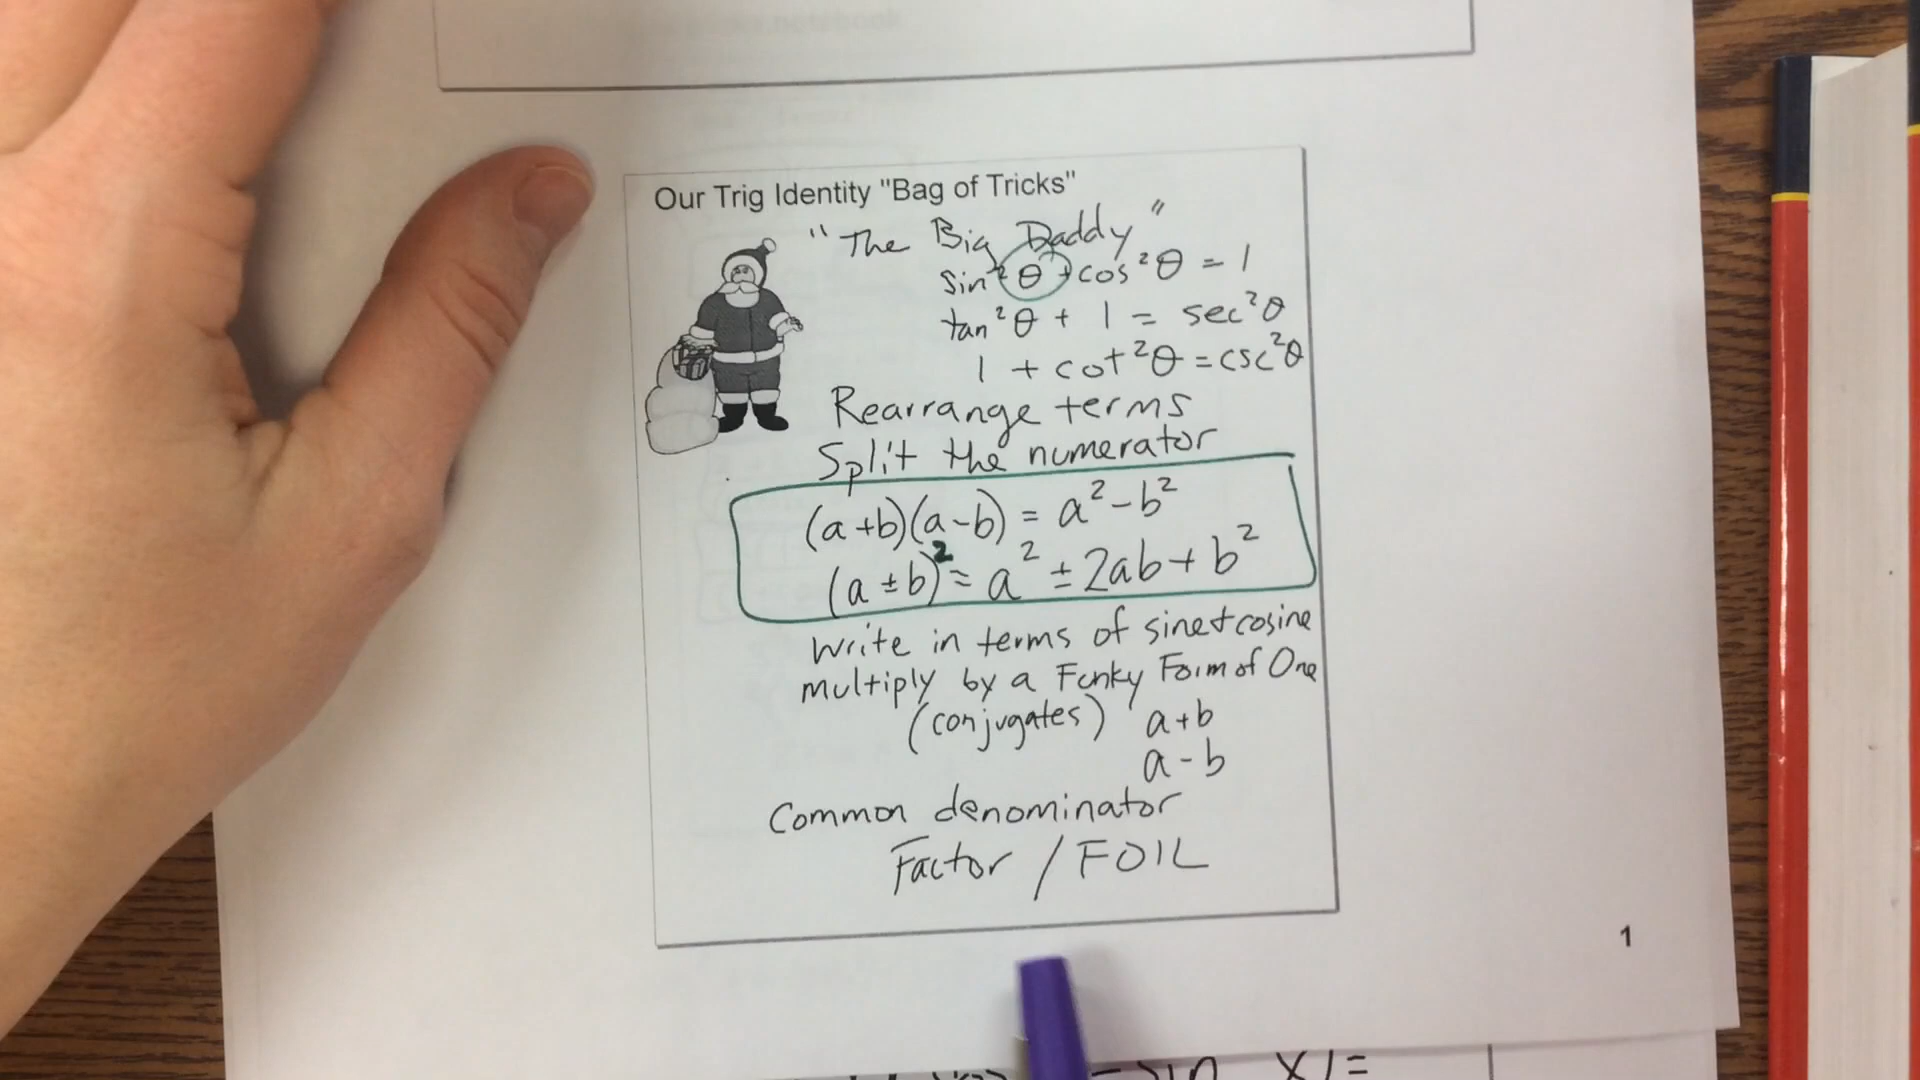 Our Trig Identity "Bag of Tricks"
"The Big Daddy"
sin²θ + cos²θ = 1
tan²θ + 1 = sec²θ
1 + cot²θ = csc²θ
Rearrange terms
Split the numerator
(a+b)(a-b) = a²-b²
(a±b)² = a² ± 2ab + b²
Write in terms of sine+cosine
multiply by a Funky Form of One
(conjugates) a+b
a-b
Common denominator
Factor / FOIL
1